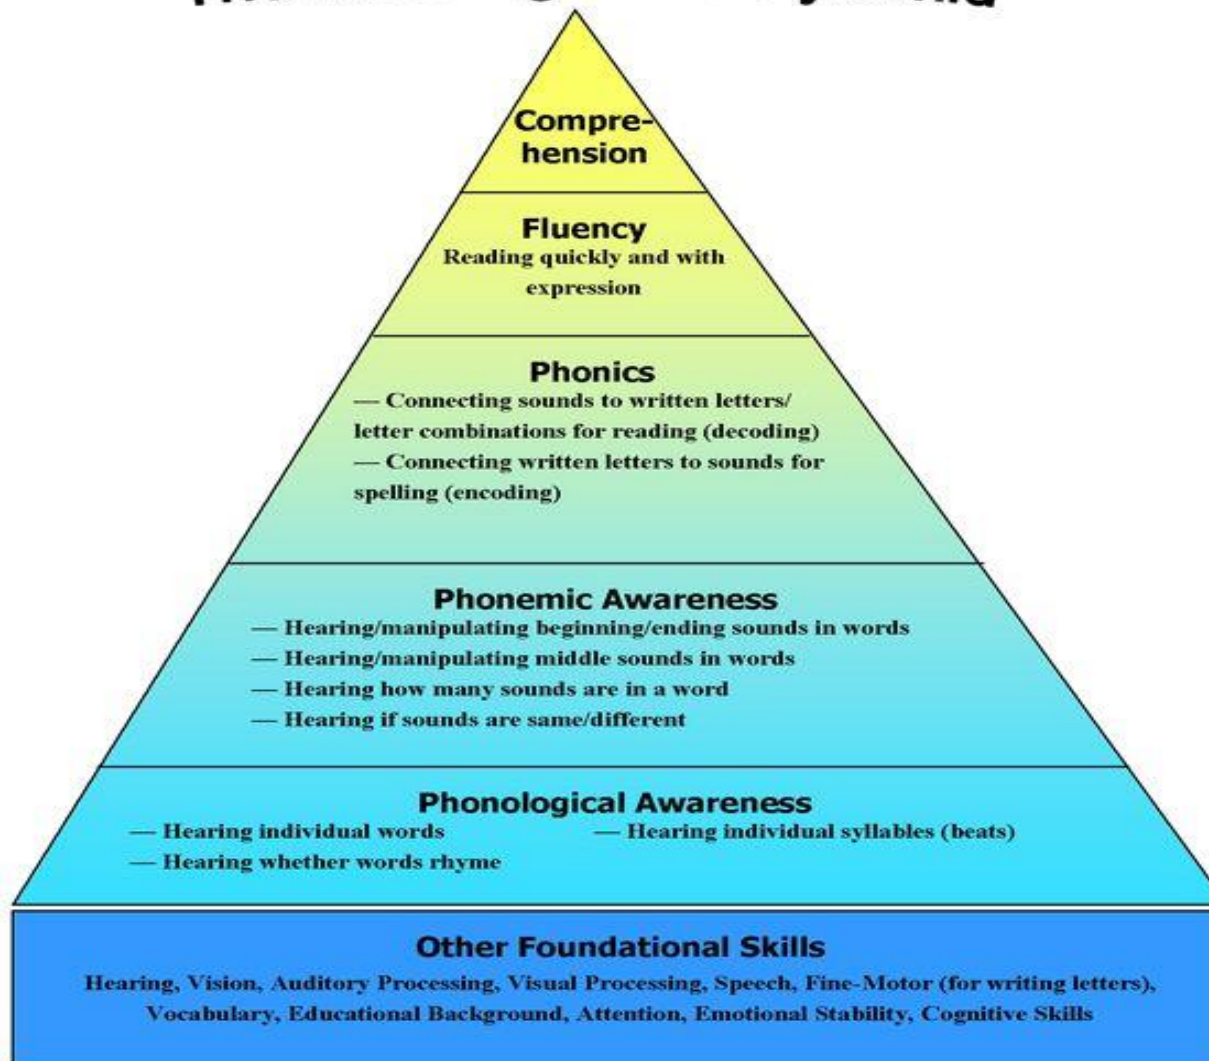 Compre-
hension
Fluency
Reading quickly and with
expression
Phonics
— Connecting sounds to written letters/
letter combinations for reading (decoding)
— Connecting written letters to sounds for
spelling (encoding)
Phonemic Awareness
— Hearing/manipulating beginning/ending sounds in words
— Hearing/manipulating middle sounds in words
— Hearing how many sounds are in a word
— Hearing if sounds are same/different
Phonological Awareness
— Hearing individual words — Hearing individual syllables (beats)
— Hearing whether words rhyme
Other Foundational Skills
Hearing, Vision, Auditory Processing, Visual Processing, Speech, Fine-Motor (for writing letters),
Vocabulary, Educational Background, Attention, Emotional Stability, Cognitive Skills